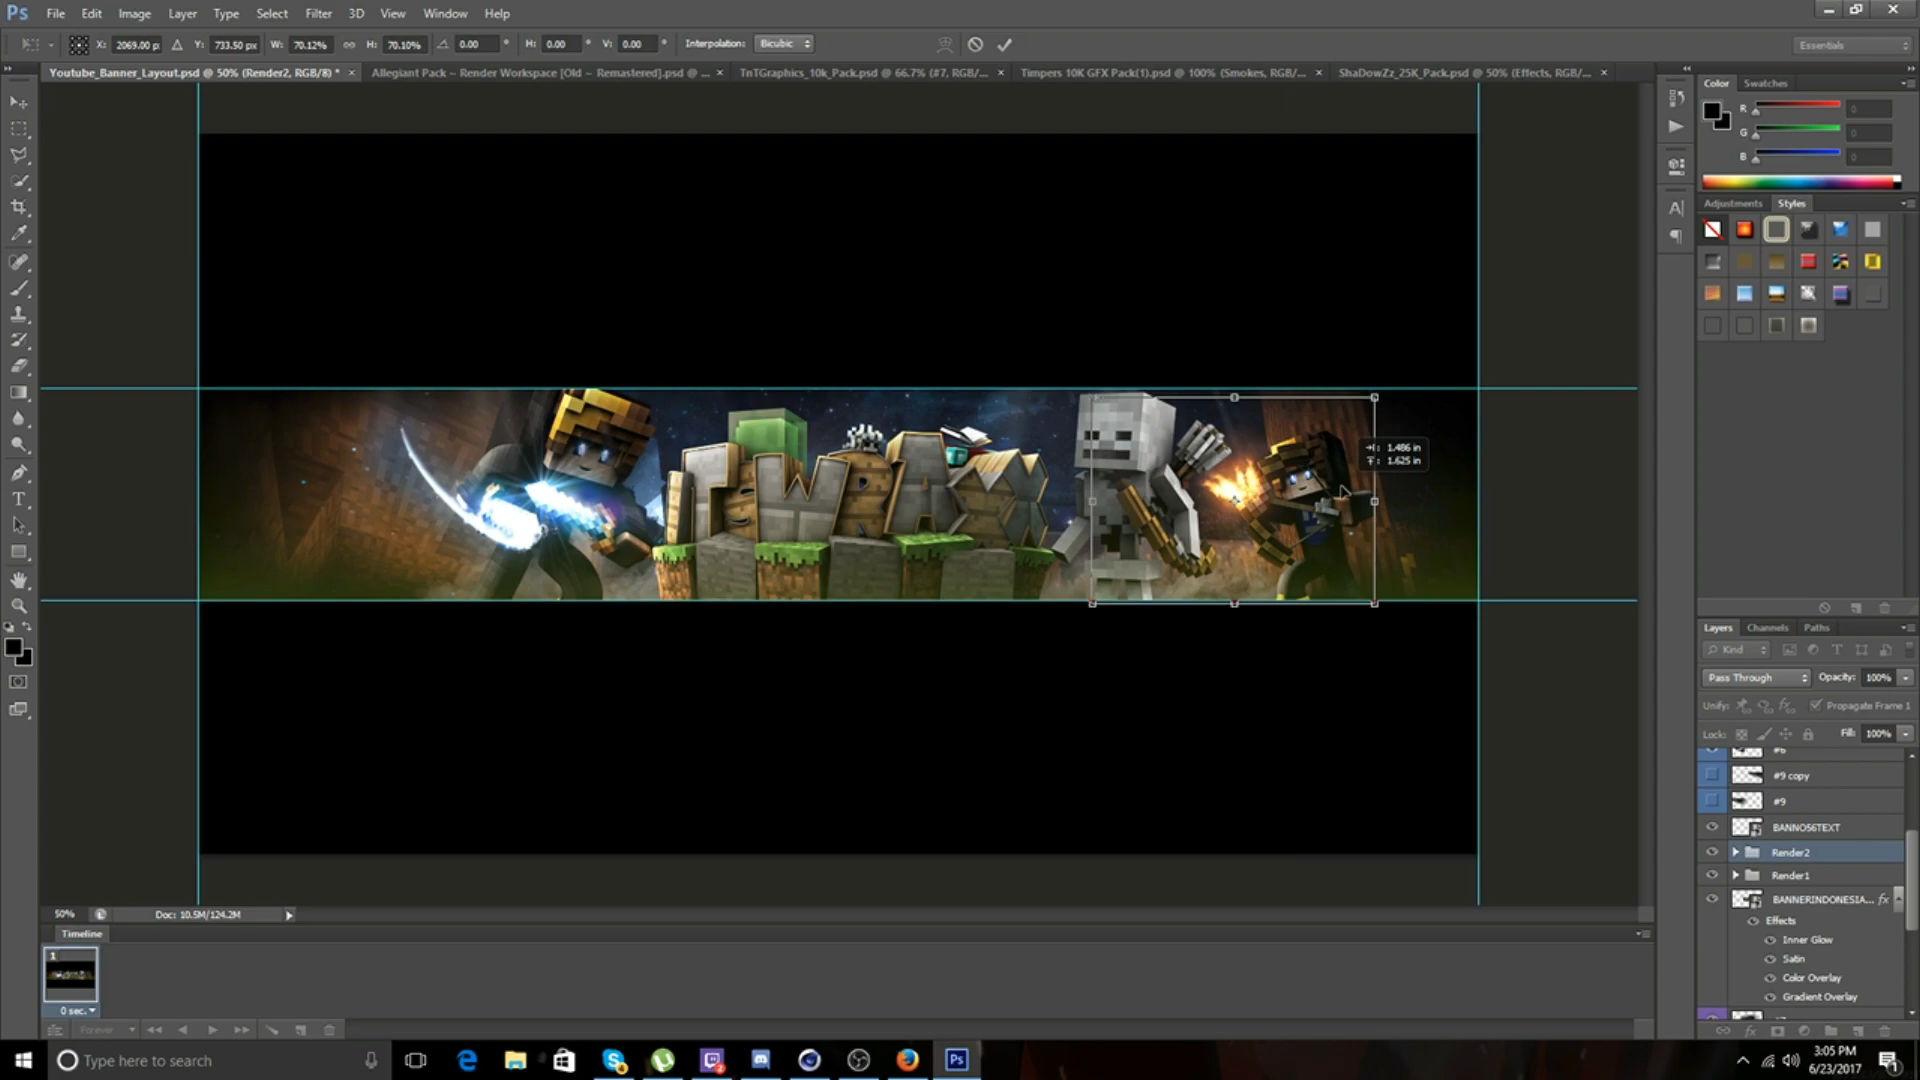 Ps File Edit Image Layer Type Select Filter 3D View Window Help
X: 2069.00 p: Y: 733.50 px W: 70.12% H: 70.10% 0.00 ° H: 0.00 ° V: 0.00 ° Interpolation: Bicubic Essentials
Youtube_Banner_Layout.psd @ 50% (Render2, RGB/8) * × Allegiant Pack ~ Render Workspace [Old ~ Remastered].psd @ ... × TnTGraphics_10k_Pack.psd @ 66.7% (#7, RGB/... × Timpers 10K GFX Pack(1).psd @ 100% (Smokes, RGB/... × ShaDowZz_25K_Pack.psd @ 50% (Effects, RGB/... ×
Color Swatches
R 0
G 0
B 0
Adjustments Styles
1.486 in
1.625 in
Layers Channels Paths
Kind
Pass Through Opacity: 100%
Unify: Propagate Frame 1
Lock: Fill: 100%
#6
#9 copy
#9
BANNO56TEXT
Render2
Render1
BANNERINDONESIA... fx
Effects
Inner Glow
Satin
Color Overlay
Gradient Overlay
50% Doc: 10.5M/124.2M
Timeline
1
0 sec.
Forever
Type here to search
3:05 PM
6/23/2017